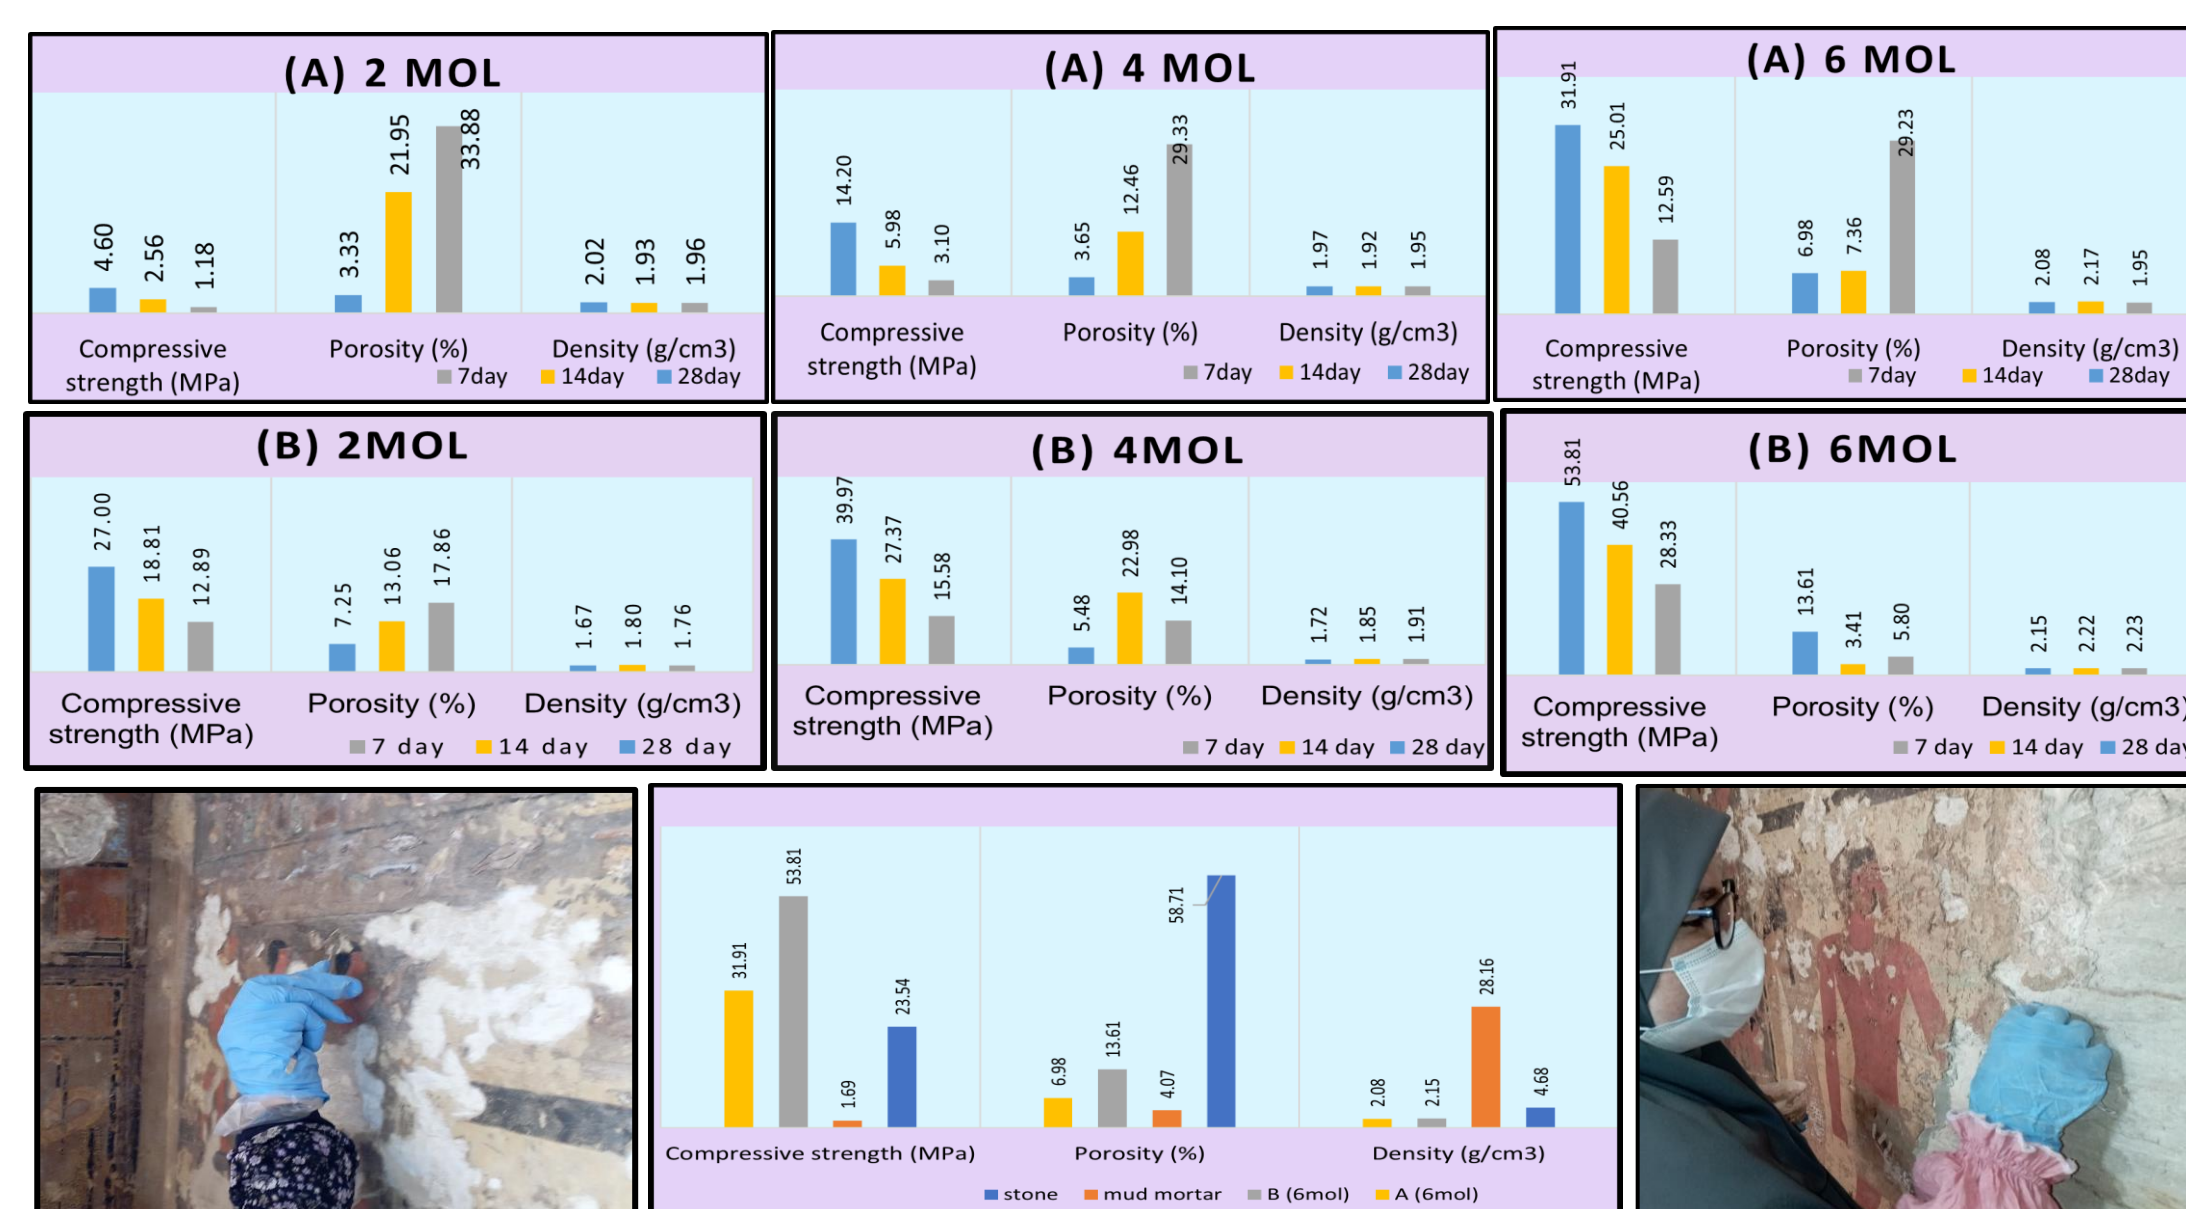 (A) 2 MOL
4.60
2.56
1.18
3.33
21.95
33.88
2.02
1.93
1.96
Compressive
strength (MPa)
Porosity (%)
Density (g/cm3)
7day
14day
28day
(A) 4 MOL
14.20
5.98
3.10
3.65
12.46
29.33
1.97
1.92
1.95
Compressive
strength (MPa)
Porosity (%)
Density (g/cm3)
7day
14day
28day
(A) 6 MOL
31.91
25.01
12.59
6.98
7.36
29.23
2.08
2.17
1.95
Compressive
strength (MPa)
Porosity (%)
Density (g/cm3)
7day
14day
28day
(B) 2MOL
27.00
18.81
12.89
7.25
13.06
17.86
1.67
1.80
1.76
Compressive
strength (MPa)
Porosity (%)
Density (g/cm3)
7 day
14 day
28 day
(B) 4MOL
39.97
27.37
15.58
5.48
22.98
14.10
1.72
1.85
1.91
Compressive
strength (MPa)
Porosity (%)
Density (g/cm3)
7 day
14 day
28 day
(B) 6MOL
53.81
40.56
28.33
13.61
3.41
5.80
2.15
2.22
2.23
Compressive
strength (MPa)
Porosity (%)
Density (g/cm3)
7 day
14 day
28 day
31.91
53.81
1.69
23.54
6.98
13.61
4.07
58.71
2.08
2.15
28.16
4.68
Compressive strength (MPa)
Porosity (%)
Density (g/cm3)
stone
mud mortar
B (6mol)
A (6mol)